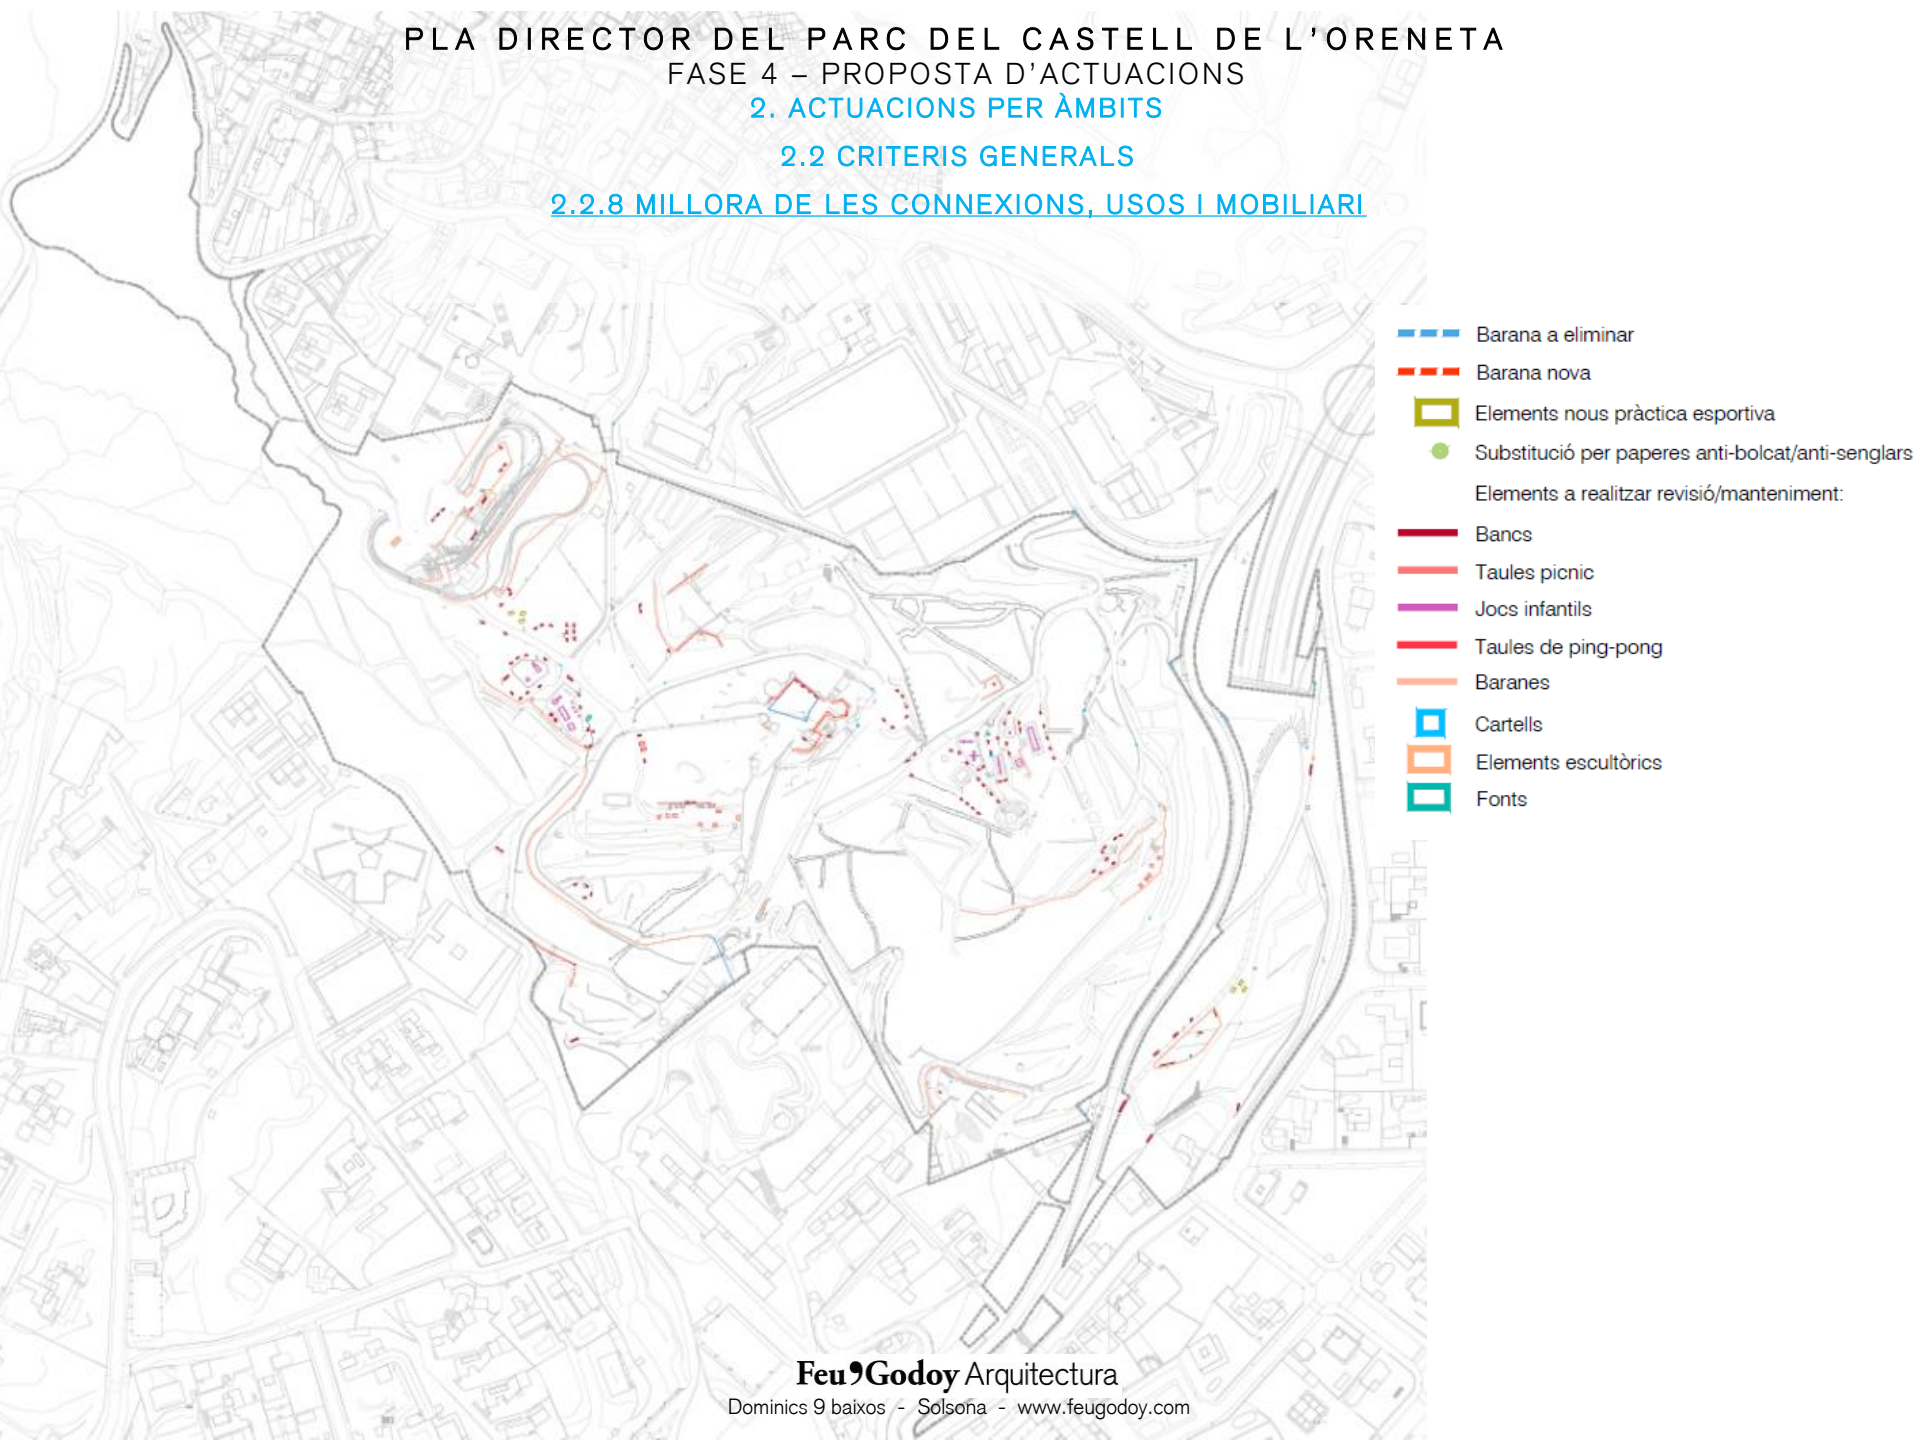 PLA DIRECTOR DEL PARC DEL CASTELL DE L'ORENETA
FASE 4 – PROPOSTA D'ACTUACIONS
2. ACTUACIONS PER ÀMBITS
2.2 CRITERIS GENERALS
2.2.8 MILLORA DE LES CONNEXIONS, USOS I MOBILIARI
Barana a eliminar
Barana nova
Elements nous pràctica esportiva
Substitució per paperes anti-bolcat/anti-senglars
Elements a realitzar revisió/manteniment:
Bancs
Taules picnic
Jocs infantils
Taules de ping-pong
Baranes
Cartells
Elements escultòrics
Fonts
Feu9Godoy Arquitectura
Dominics 9 baixos - Solsona - www.feugodoy.com